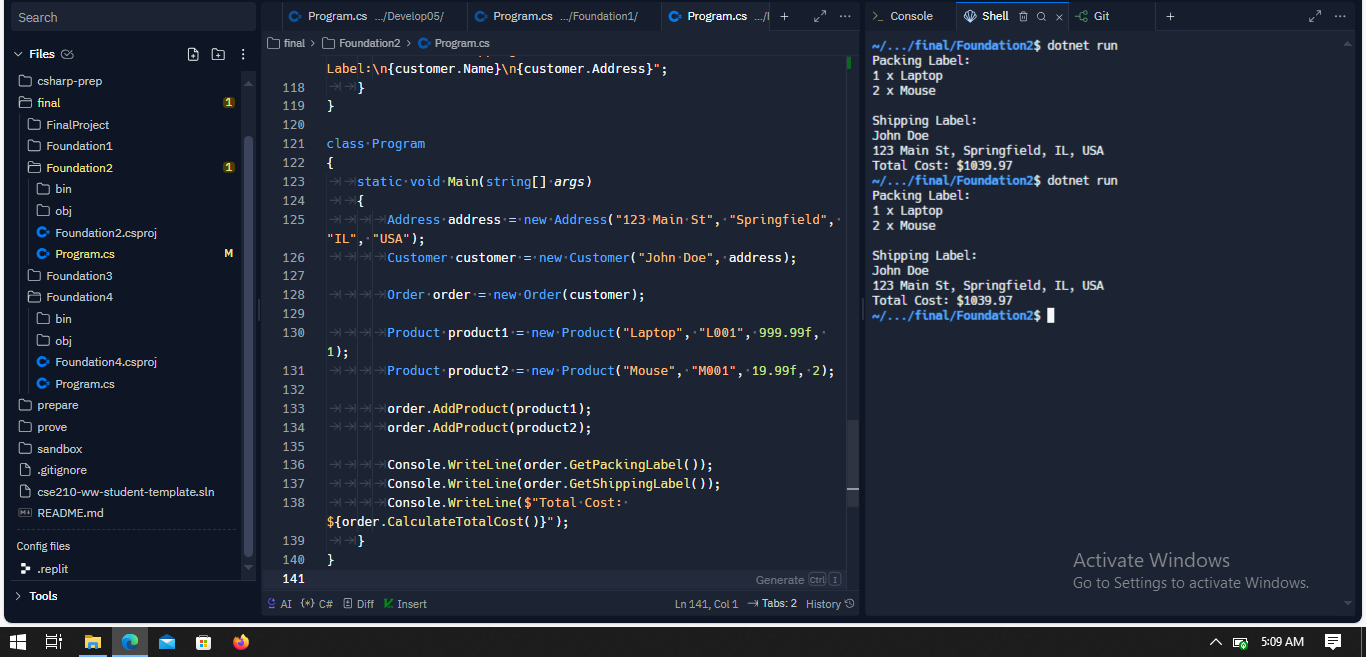 Search
Files
csharp-prep
final 1
FinalProject
Foundation1
Foundation2 1
bin
obj
Foundation2.csproj
Program.cs M
Foundation3
Foundation4
bin
obj
Foundation4.csproj
Program.cs
prepare
prove
sandbox
.gitignore
cse210-ww-student-template.sln
README.md
Config files
.replit
Tools
Program.cs .../Develop05/
Program.cs .../Foundation1/
Program.cs .../
final > Foundation2 > Program.cs
Label:\n{customer.Name}\n{customer.Address}";
118 }
119 }
120
121 class Program
122 {
123 static void Main(string[] args)
124 {
125 Address address = new Address("123 Main St", "Springfield",
"IL", "USA");
126 Customer customer = new Customer("John Doe", address);
127
128 Order order = new Order(customer);
129
130 Product product1 = new Product("Laptop", "L001", 999.99f,
1);
131 Product product2 = new Product("Mouse", "M001", 19.99f, 2);
132
133 order.AddProduct(product1);
134 order.AddProduct(product2);
135
136 Console.WriteLine(order.GetPackingLabel());
137 Console.WriteLine(order.GetShippingLabel());
138 Console.WriteLine($"Total Cost:
${order.CalculateTotalCost()}");
139 }
140 }
141
Generate Ctrl I
AI C# Diff Insert
Ln 141, Col 1 Tabs: 2 History
Console
Shell
Git
~/.../final/Foundation2$ dotnet run
Packing Label:
1 x Laptop
2 x Mouse
Shipping Label:
John Doe
123 Main St, Springfield, IL, USA
Total Cost: $1039.97
~/.../final/Foundation2$ dotnet run
Packing Label:
1 x Laptop
2 x Mouse
Shipping Label:
John Doe
123 Main St, Springfield, IL, USA
Total Cost: $1039.97
~/.../final/Foundation2$
Activate Windows
Go to Settings to activate Windows.
5:09 AM